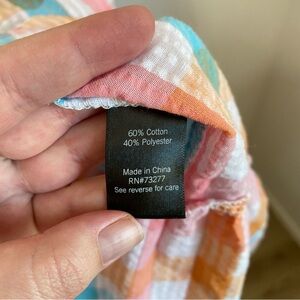 60% Cotton
40% Polyester
Made in China
RN#73277
See reverse for care